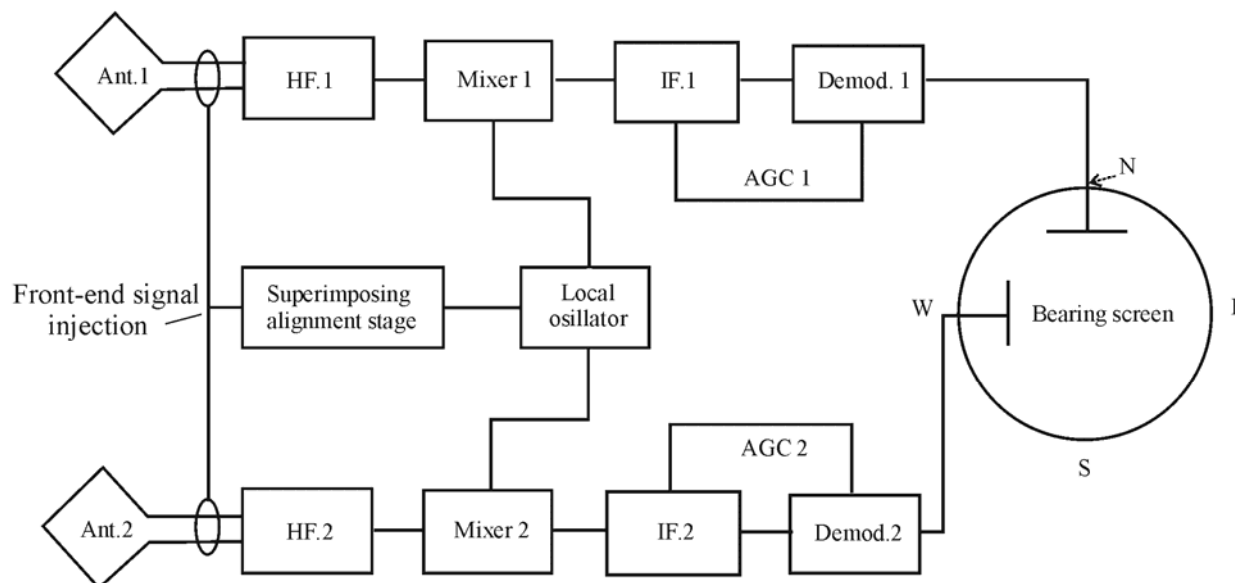 Ant.1
HF.1
Mixer 1
IF.1
Demod. 1
AGC 1
N
Front-end signal
injection
Superimposing
alignment stage
Local
osillator
W
Bearing screen
S
AGC 2
Ant.2
HF.2
Mixer 2
IF.2
Demod.2